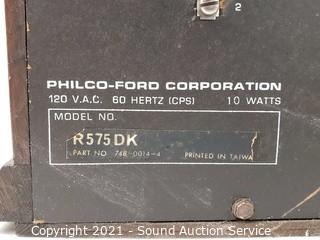 2
PHILCO-FORD CORPORATION
120 V.A.C. 60 HERTZ (CPS) 10 WATTS
MODEL NO.
R575DK
PART NO. 748-0014-4 PRINTED IN TAIWA
Copyright © 2021 - Sound Auction Service